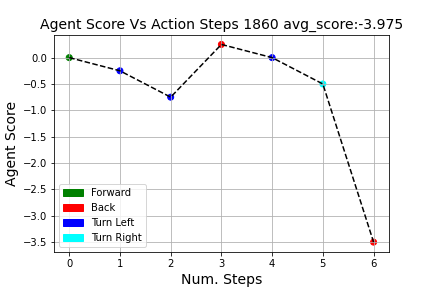 Agent Score Vs Action Steps 1860 avg_score:-3.975
Agent Score
0.0
−0.5
−1.0
−1.5
−2.0
−2.5
−3.0
−3.5
Forward
Back
Turn Left
Turn Right
0 1 2 3 4 5 6
Num. Steps